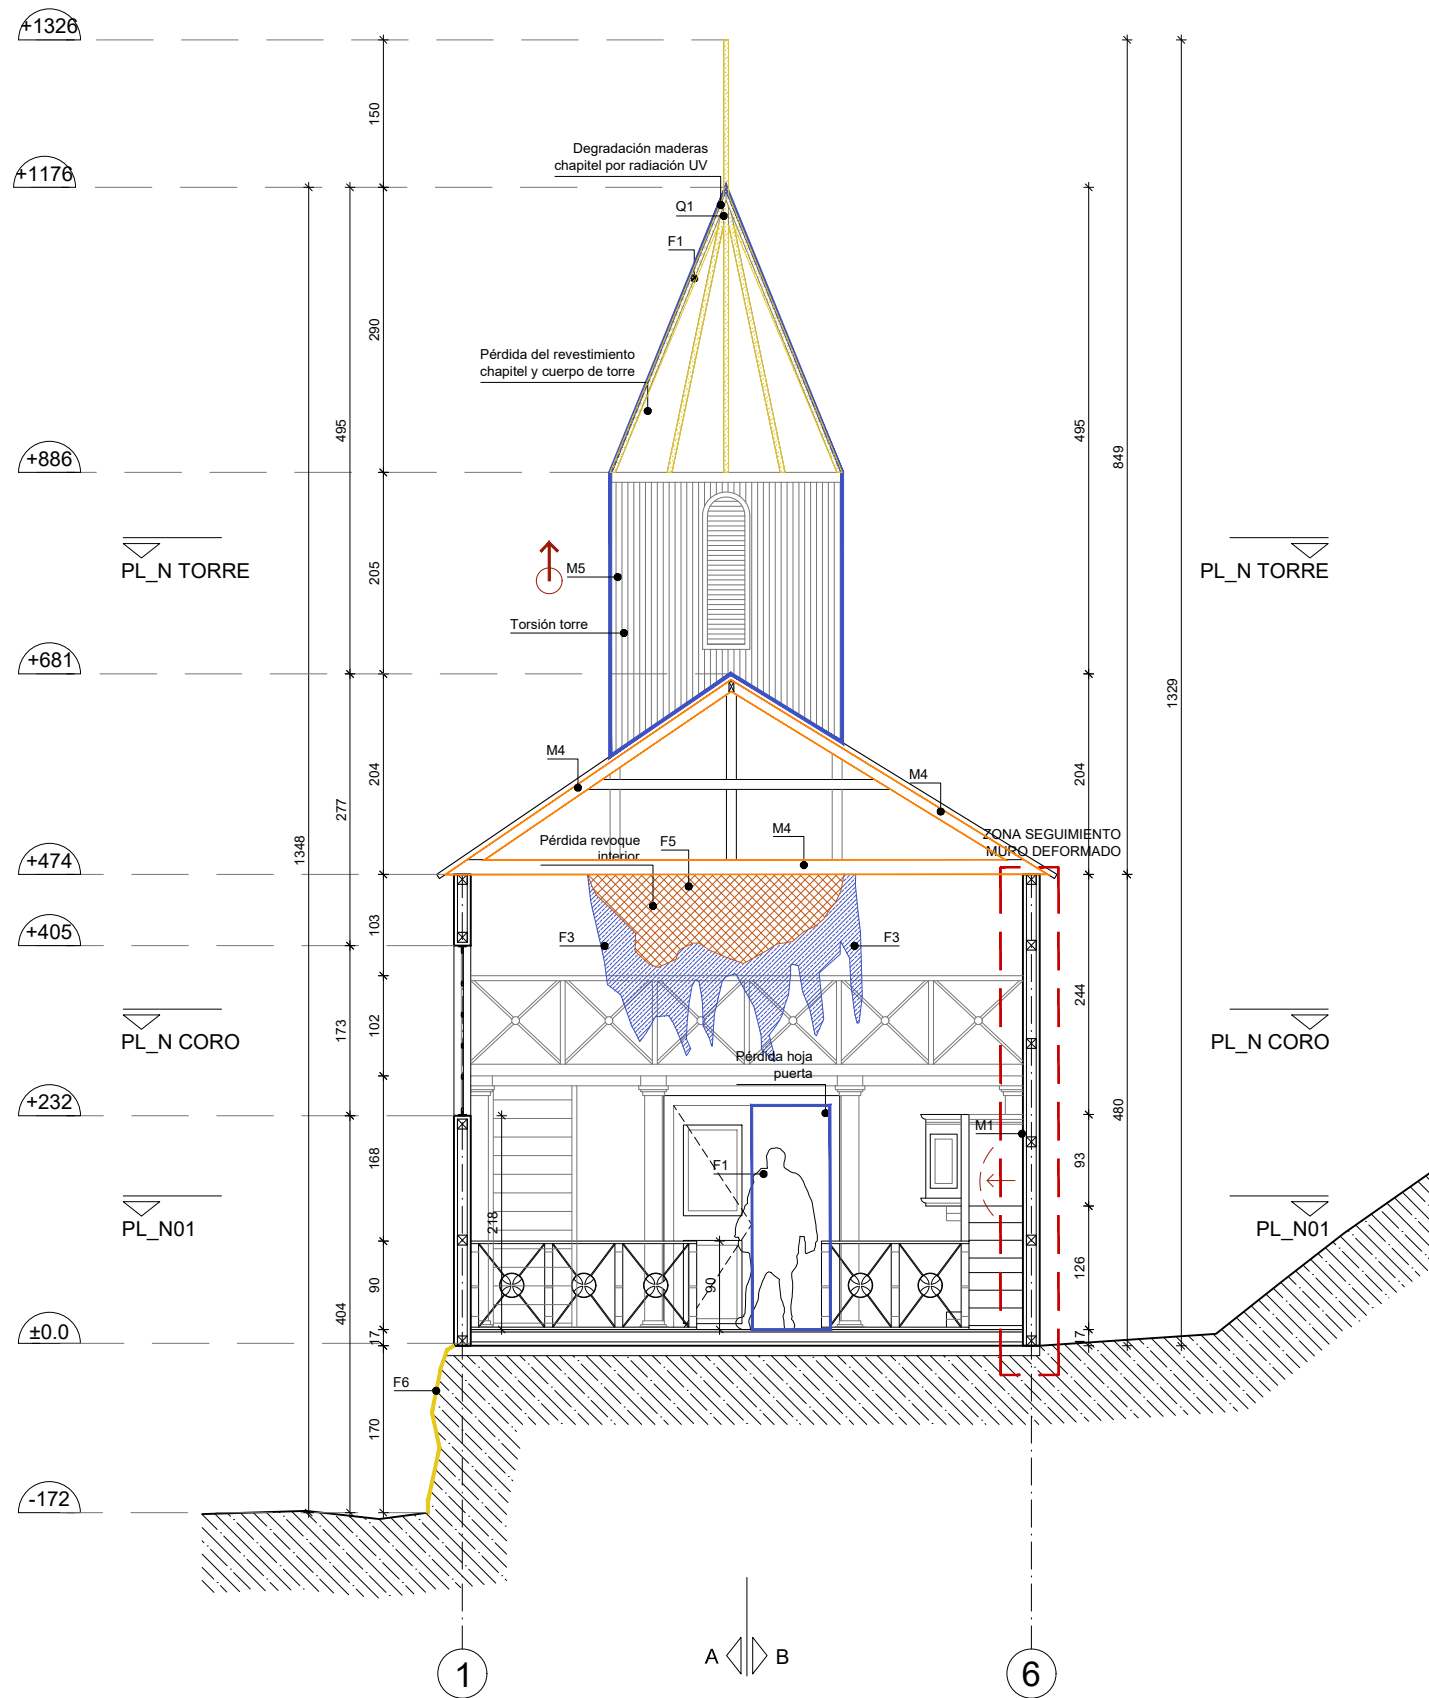 +1326
150
Degradación maderas
chapitel por radiación UV
+1176
Q1
F1
290
Pérdida del revestimiento
chapitel y cuerpo de torre
495
495
849
+886
PL_N TORRE
PL_N TORRE
M5
205
Torsión torre
+681
1329
M4
M4
204
204
277
1348
Pérdida revoque
interior
F5
M4
ZONA SEGUIMIENTO
MURO DEFORMADO
+474
103
+405
F3
F3
244
PL_N CORO
173
102
PL_N CORO
Pérdida hoja
puerta
+232
480
M1
168
93
F1
PL_N01
218
PL_N01
126
90
90
404
±0.0
17
17
F6
170
-172
A
B
1
6